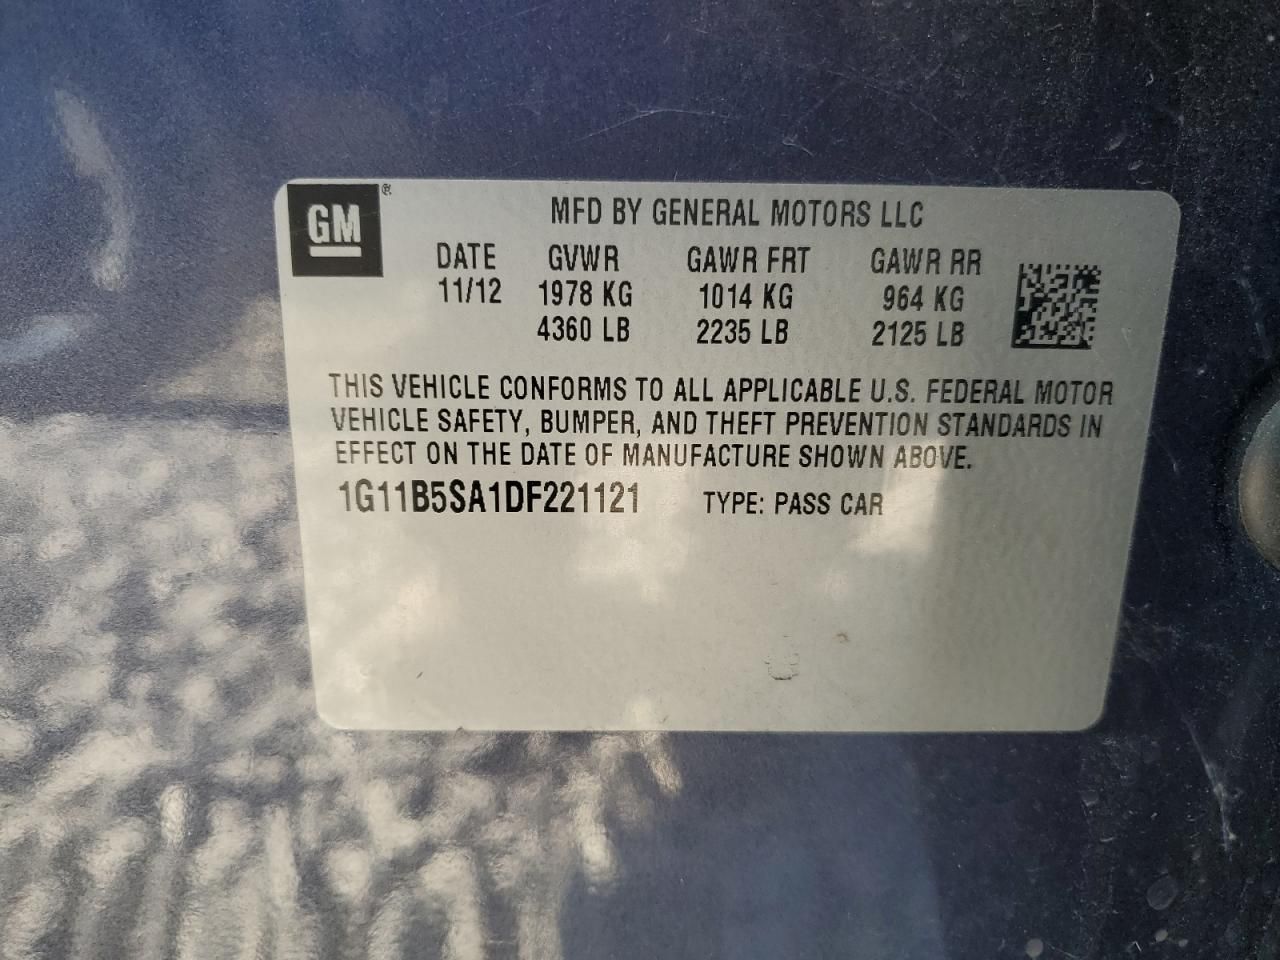 GM ®
MFD BY GENERAL MOTORS LLC
DATE GVWR GAWR FRT GAWR RR
11/12 1978 KG 1014 KG 964 KG
4360 LB 2235 LB 2125 LB
THIS VEHICLE CONFORMS TO ALL APPLICABLE U.S. FEDERAL MOTOR
VEHICLE SAFETY, BUMPER, AND THEFT PREVENTION STANDARDS IN
EFFECT ON THE DATE OF MANUFACTURE SHOWN ABOVE.
1G11B5SA1DF221121 TYPE: PASS CAR